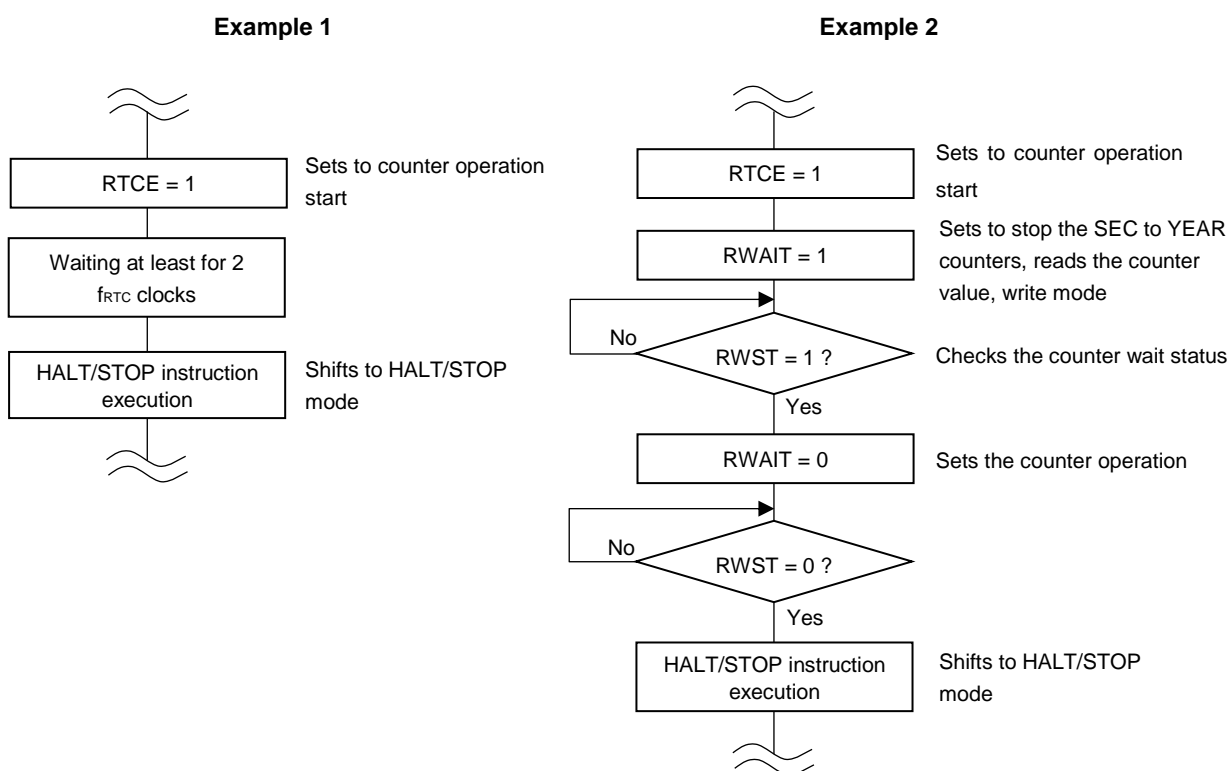 Example 1
RTCE = 1
Sets to counter operation
start
Waiting at least for 2
fRTC clocks
HALT/STOP instruction
execution
Shifts to HALT/STOP
mode
Example 2
RTCE = 1
Sets to counter operation
start
RWAIT = 1
Sets to stop the SEC to YEAR
counters, reads the counter
value, write mode
No
RWST = 1 ?
Checks the counter wait status
Yes
RWAIT = 0
Sets the counter operation
No
RWST = 0 ?
Yes
HALT/STOP instruction
execution
Shifts to HALT/STOP
mode